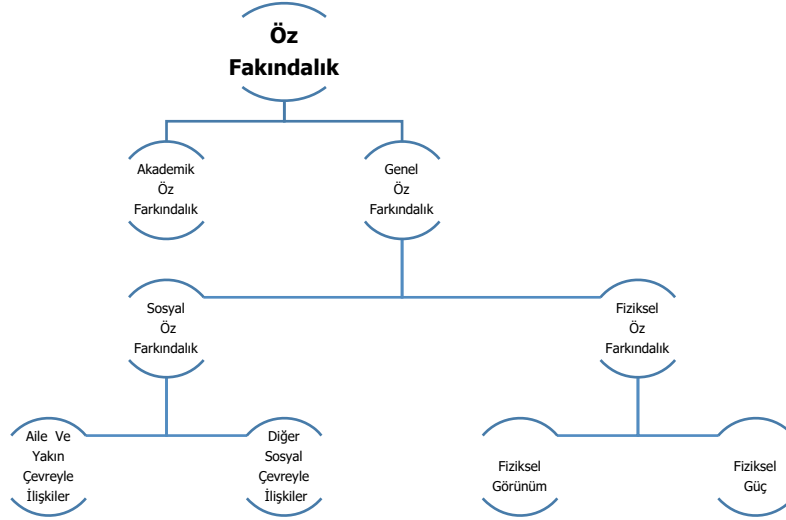 Öz
Fakındalık
Akademik
Öz
Farkındalık
Genel
Öz
Farkındalık
Sosyal
Öz
Farkındalık
Fiziksel
Öz
Farkındalık
Aile Ve
Yakın
Çevreyle
İlişkiler
Diğer
Sosyal
Çevreyle
İlişkiler
Fiziksel
Görünüm
Fiziksel
Güç